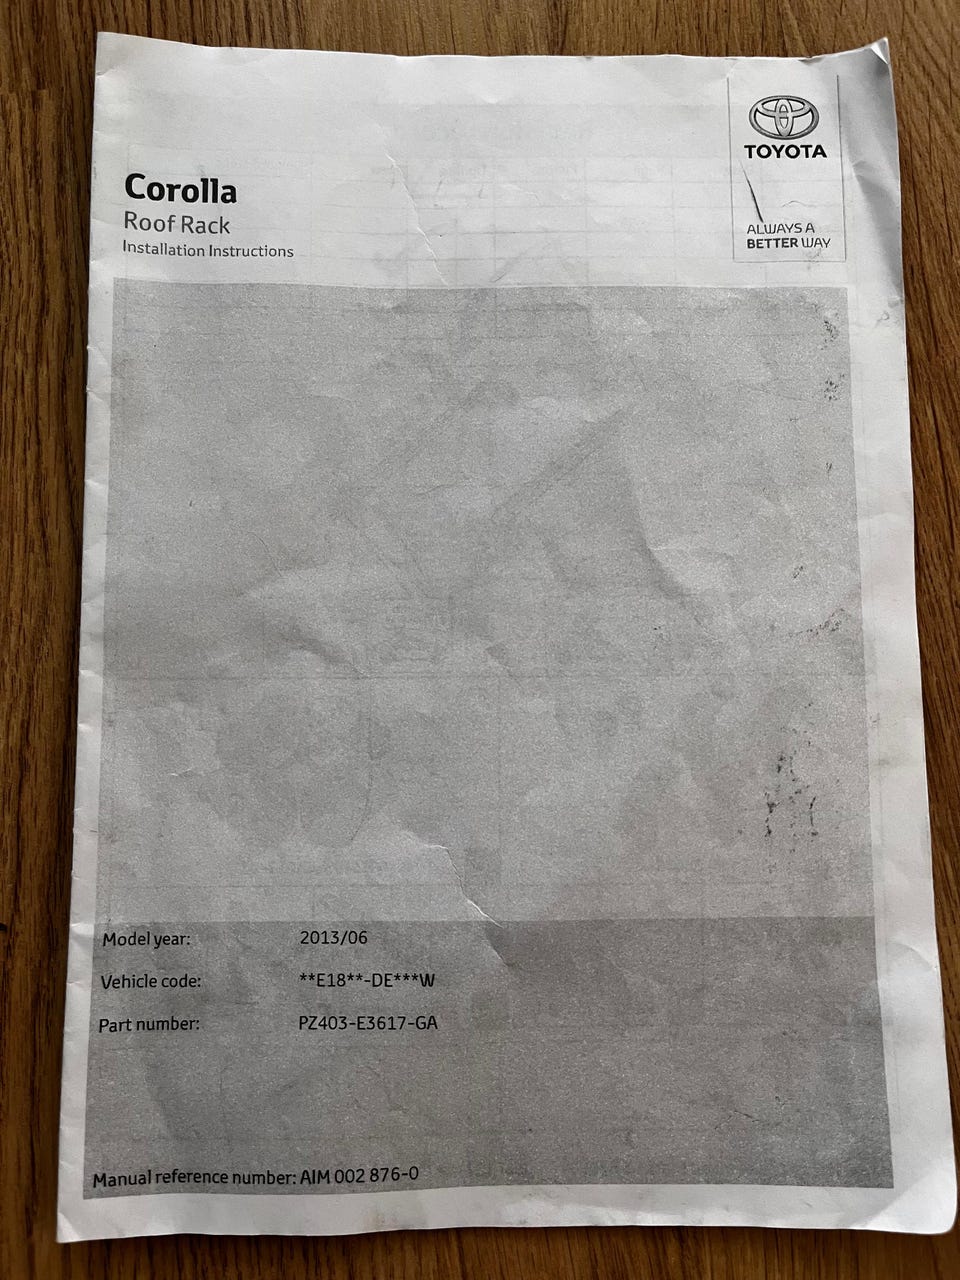 TOYOTA
ALWAYS A
BETTER WAY
Corolla
Roof Rack
Installation Instructions
Model year: 2013/06
Vehicle code: **E18**-DE***W
Part number: PZ403-E3617-GA
Manual reference number: AIM 002 876-0